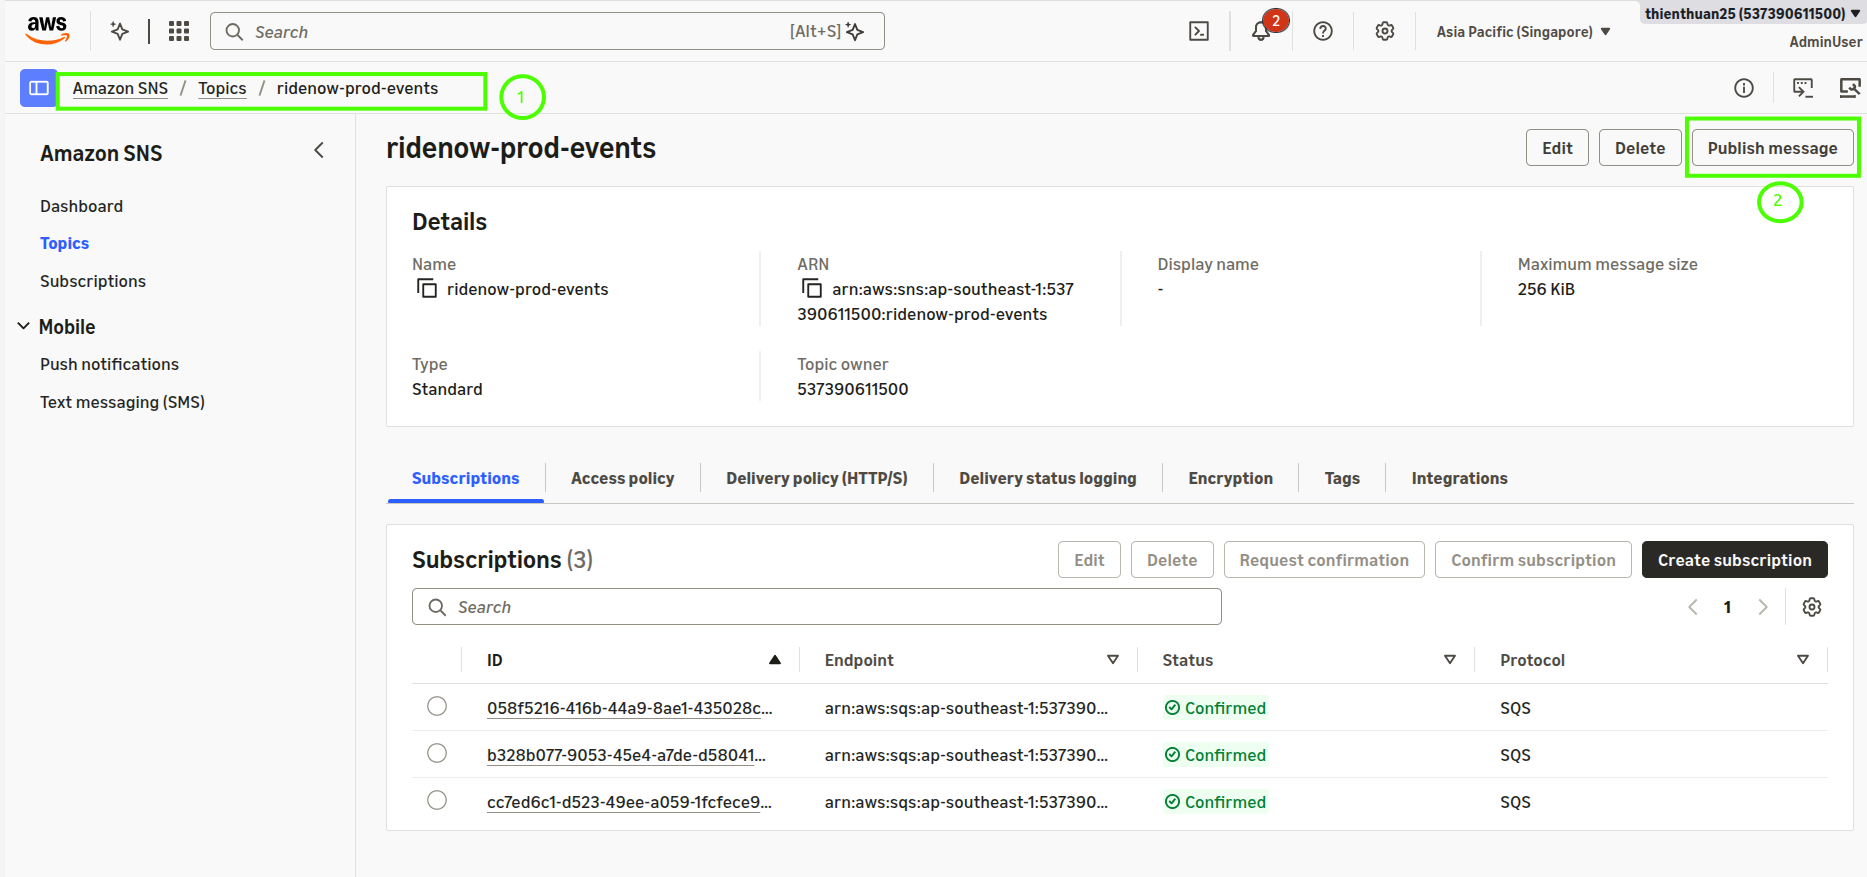 aws
Search
[Alt+S]
2
Asia Pacific (Singapore)
thienthuan25 (537390611500)
AdminUser
Amazon SNS / Topics / ridenow-prod-events
1
Amazon SNS
Dashboard
Topics
Subscriptions
Mobile
Push notifications
Text messaging (SMS)
ridenow-prod-events
Edit
Delete
Publish message
2
Details
Name
ridenow-prod-events
ARN
arn:aws:sns:ap-southeast-1:537
390611500:ridenow-prod-events
Display name
-
Maximum message size
256 KiB
Type
Standard
Topic owner
537390611500
Subscriptions
Access policy
Delivery policy (HTTP/S)
Delivery status logging
Encryption
Tags
Integrations
Subscriptions (3)
Edit
Delete
Request confirmation
Confirm subscription
Create subscription
Search
1
ID
Endpoint
Status
Protocol
058f5216-416b-44a9-8ae1-435028c... arn:aws:sqs:ap-southeast-1:537390... Confirmed SQS
b328b077-9053-45e4-a7de-d58041... arn:aws:sqs:ap-southeast-1:537390... Confirmed SQS
cc7ed6c1-d523-49ee-a059-1fcfece9... arn:aws:sqs:ap-southeast-1:537390... Confirmed SQS